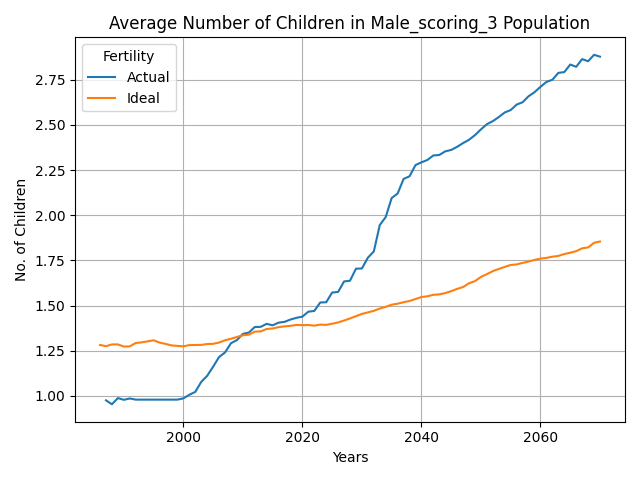 Average Number of Children in Male_scoring_3 Population
Fertility
Actual
Ideal
No. of Children
2.75
2.50
2.25
2.00
1.75
1.50
1.25
1.00
2000
2020
2040
2060
Years